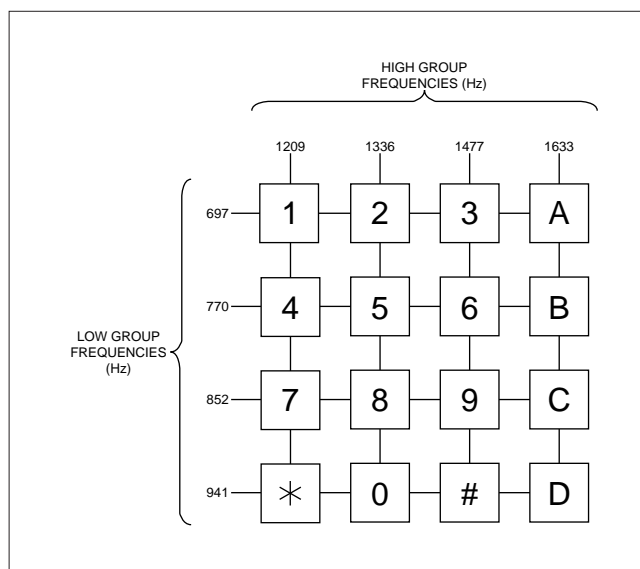 HIGH GROUP
FREQUENCIES (Hz)
1209 1336 1477 1633
697 1 2 3 A
770 4 5 6 B
LOW GROUP
FREQUENCIES
(Hz)
852 7 8 9 C
941 * 0 # D